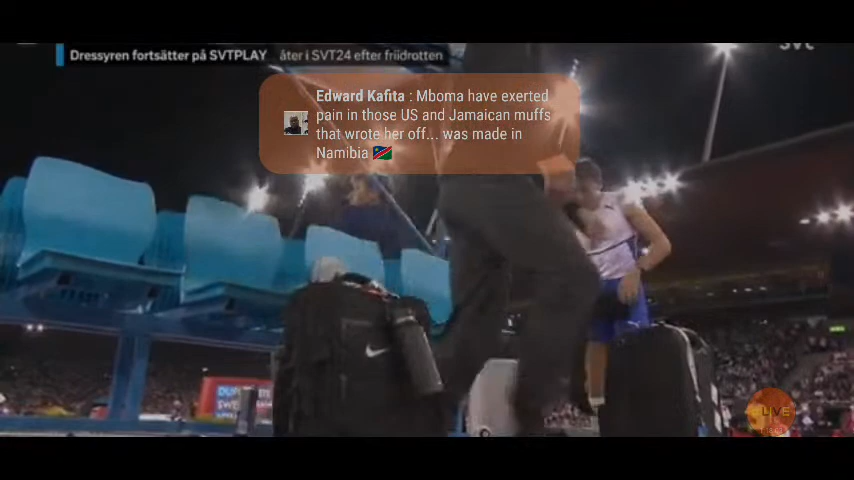 Dressyren fortsätter på SVTPLAY åter i SVT24 efter friidrotten
svt
Edward Kafita : Mboma have exerted
pain in those US and Jamaican muffs
that wrote her off... was made in
Namibia 🇳🇦
LIVE